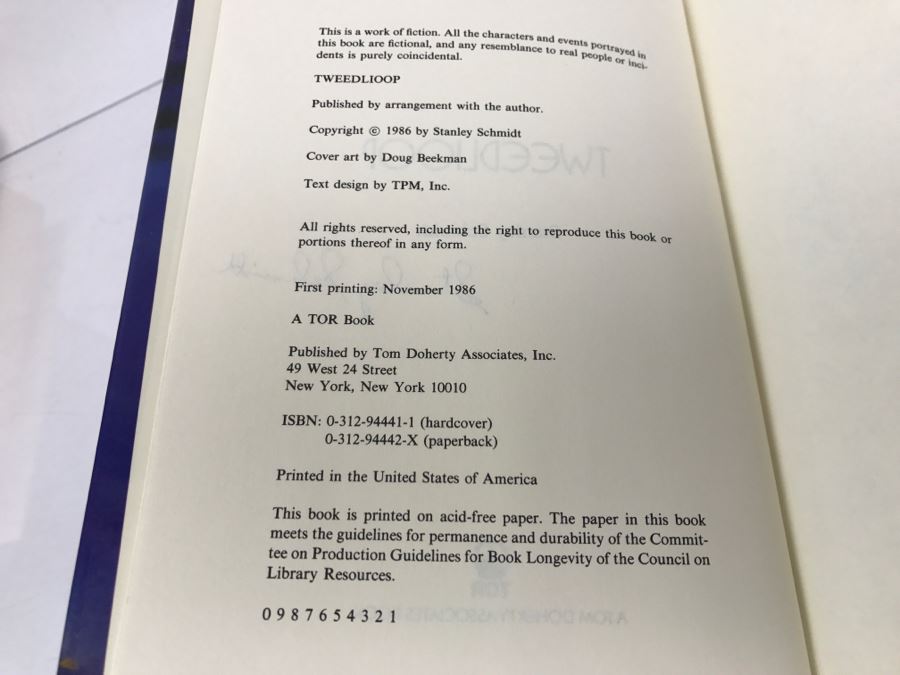 This is a work of fiction. All the characters and events portrayed in
this book are fictional, and any resemblance to real people or inci-
dents is purely coincidental.
TWEEDLIOOP
Published by arrangement with the author.
Copyright © 1986 by Stanley Schmidt
Cover art by Doug Beekman
Text design by TPM, Inc.
All rights reserved, including the right to reproduce this book or
portions thereof in any form.
First printing: November 1986
A TOR Book
Published by Tom Doherty Associates, Inc.
49 West 24 Street
New York, New York 10010
ISBN: 0-312-94441-1 (hardcover)
0-312-94442-X (paperback)
Printed in the United States of America
This book is printed on acid-free paper. The paper in this book
meets the guidelines for permanence and durability of the Commit-
tee on Production Guidelines for Book Longevity of the Council on
Library Resources.
0 9 8 7 6 5 4 3 2 1